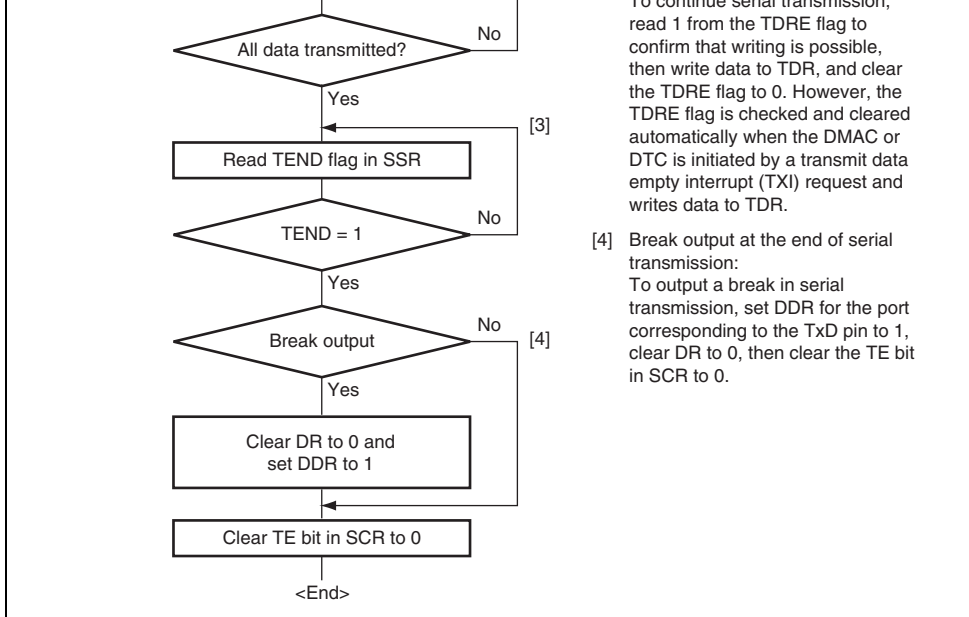 No
All data transmitted?
Yes
[3]
Read TEND flag in SSR
No
TEND = 1
Yes
No
Break output
[4]
Yes
Clear DR to 0 and
set DDR to 1
Clear TE bit in SCR to 0
<End>
To continue serial transmission,
read 1 from the TDRE flag to
confirm that writing is possible,
then write data to TDR, and clear
the TDRE flag to 0. However, the
TDRE flag is checked and cleared
automatically when the DMAC or
DTC is initiated by a transmit data
empty interrupt (TXI) request and
writes data to TDR.
[4] Break output at the end of serial
transmission:
To output a break in serial
transmission, set DDR for the port
corresponding to the TxD pin to 1,
clear DR to 0, then clear the TE bit
in SCR to 0.